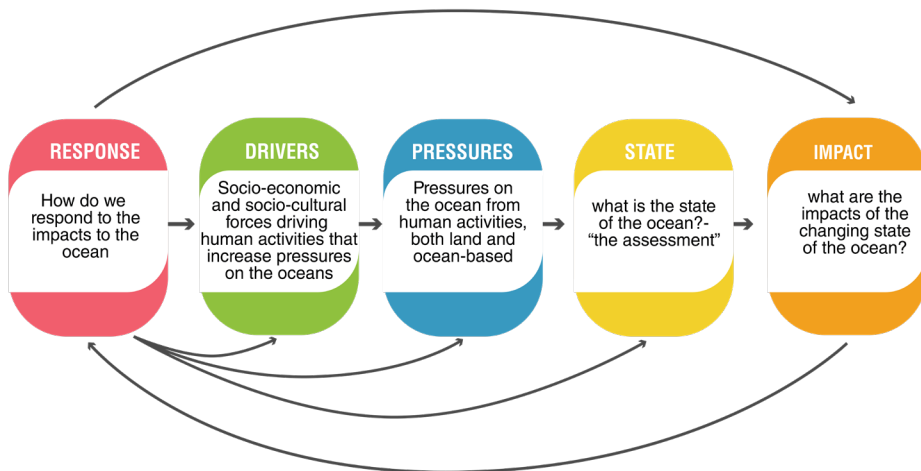 RESPONSE
How do we
respond to the
impacts to the
ocean
DRIVERS
Socio-economic
and socio-cultural
forces driving
human activities that
increase pressures
on the oceans
PRESSURES
Pressures on
the ocean from
human activities,
both land and
ocean-based
STATE
what is the state
of the ocean?-
“the assessment”
IMPACT
what are the
impacts of the
changing state
of the ocean?